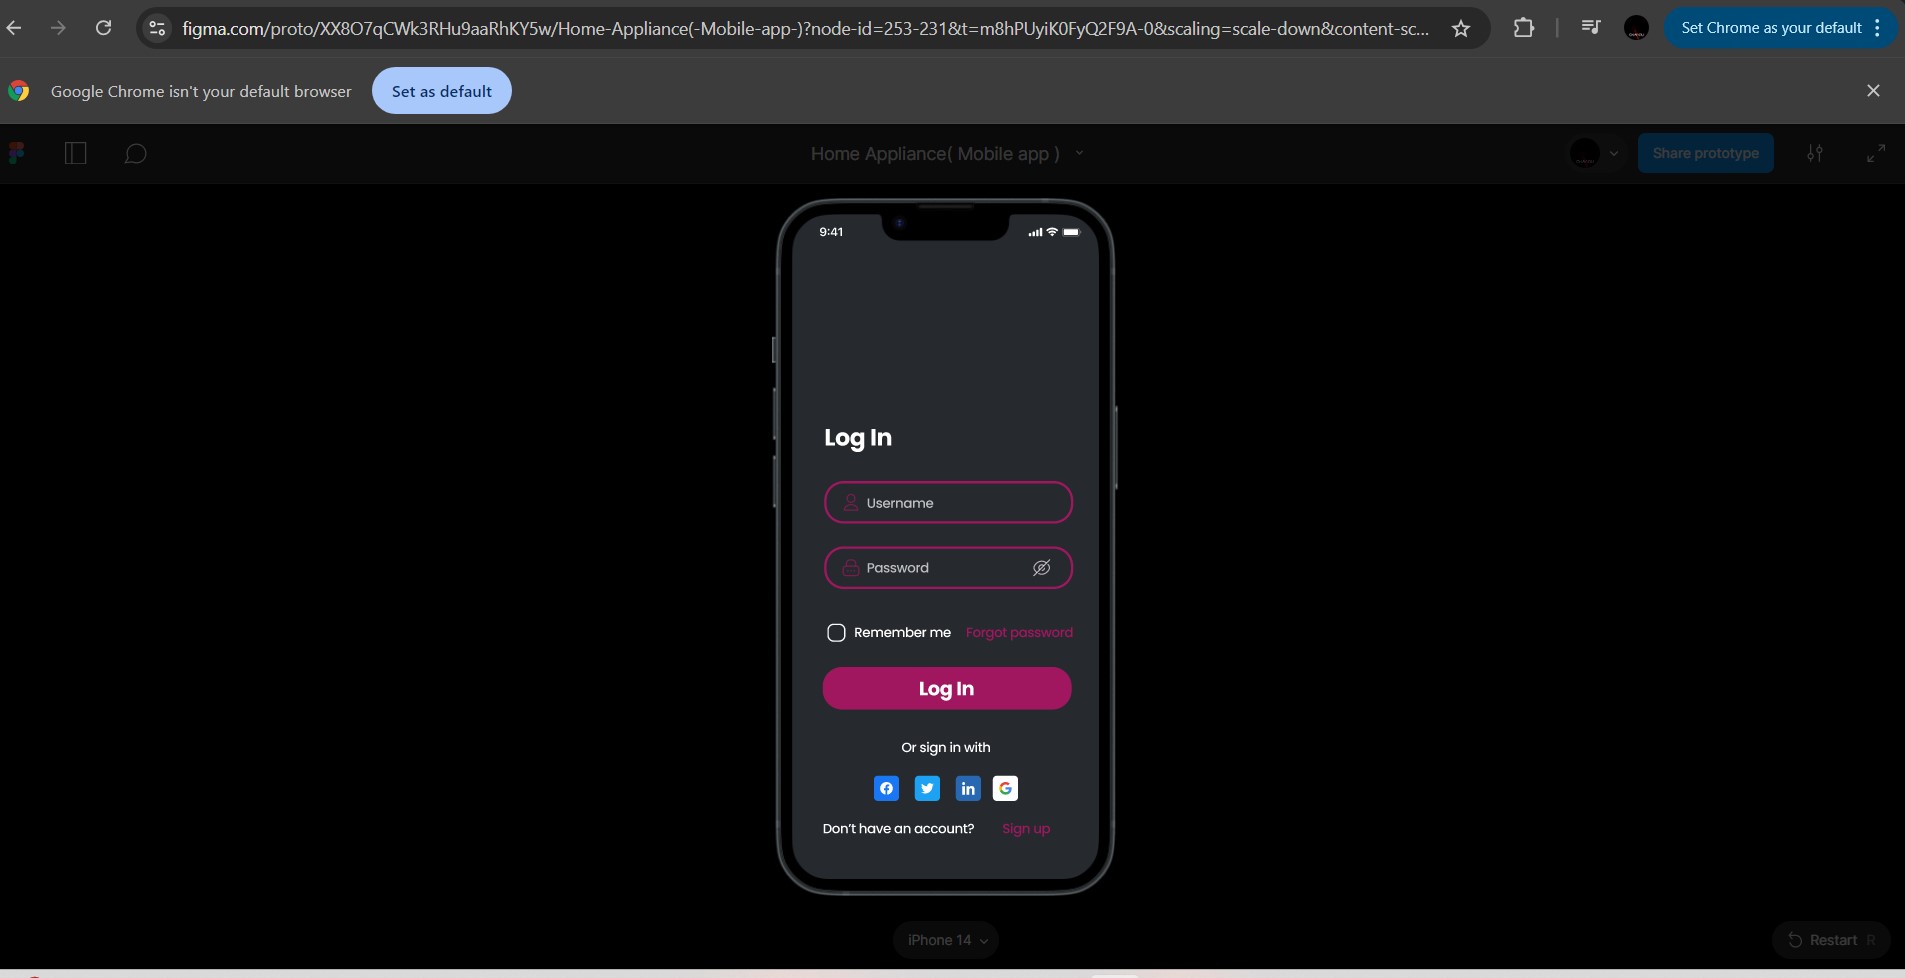 figma.com/proto/XX8O7qCWk3RHu9aaRhKY5w/Home-Appliance(-Mobile-app-)?node-id=253-231&t=m8hPUyiK0FyQ2F9A-0&scaling=scale-down&content-sc...
Set Chrome as your default
Google Chrome isn't your default browser
Set as default
Home Appliance( Mobile app )
Share prototype
9:41
Log In
Username
Password
Remember me Forgot password
Log In
Or sign in with
in
G
Don't have an account? Sign up
iPhone 14
Restart R